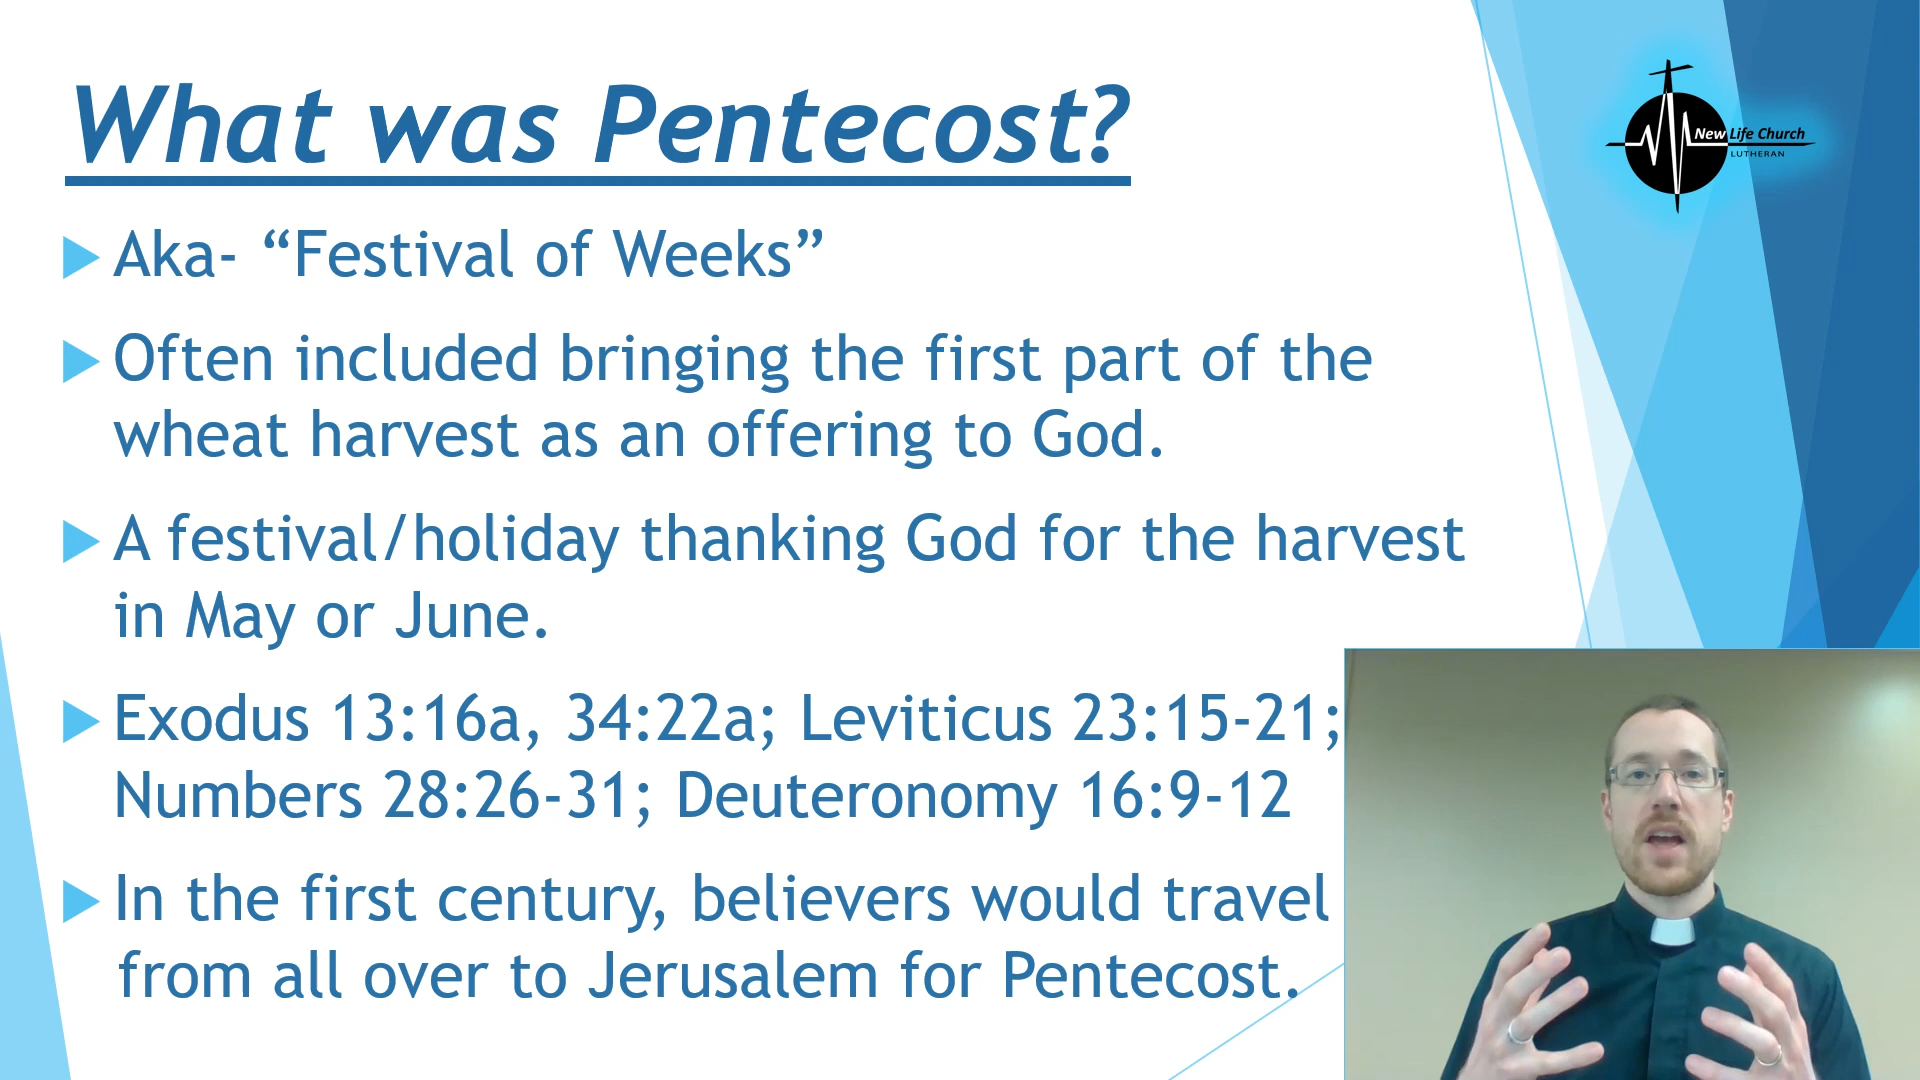 What was Pentecost?
New Life Church
LUTHERAN
Aka- “Festival of Weeks”
Often included bringing the first part of the
wheat harvest as an offering to God.
A festival/holiday thanking God for the harvest
in May or June.
Exodus 13:16a, 34:22a; Leviticus 23:15-21;
Numbers 28:26-31; Deuteronomy 16:9-12
In the first century, believers would travel
from all over to Jerusalem for Pentecost.